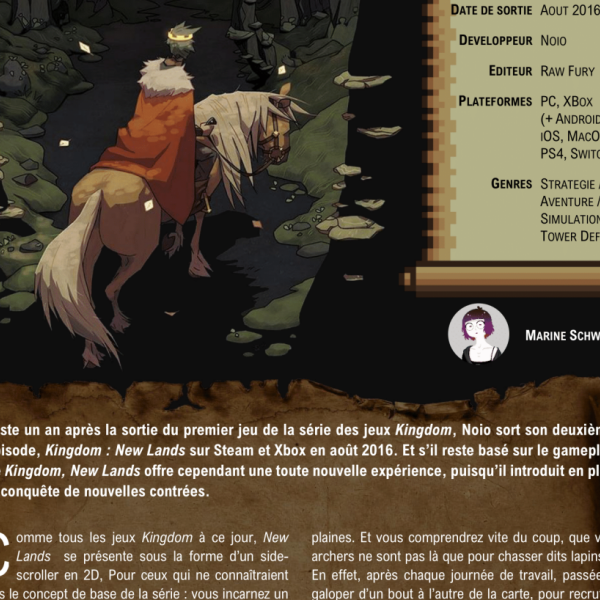 DATE DE SORTIE AOUT 2016
DEVELOPPEUR NOIO
EDITEUR RAW FURY
PLATEFORMES PC, XBOX
(+ ANDROID
IOS, MACO
PS4, SWITC
GENRES STRATEGIE /
AVENTURE /
SIMULATION
TOWER DEF
MARINE SCHW
ste un an après la sortie du premier jeu de la série des jeux Kingdom, Noio sort son deuxièm
pisode, Kingdom : New Lands sur Steam et Xbox en août 2016. Et s'il reste basé sur le gamepl
e Kingdom, New Lands offre cependant une toute nouvelle expérience, puisqu'il introduit en pl
conquête de nouvelles contrées.
Comme tous les jeux Kingdom à ce jour, New
Lands se présente sous la forme d'un side-
scroller en 2D, Pour ceux qui ne connaîtraient
s le concept de base de la série : vous incarnez un
plaines. Et vous comprendrez vite du coup, que v
archers ne sont pas là que pour chasser dits lapins
En effet, après chaque journée de travail, passée
galoper d'un bout à l'autre de la carte, pour recrut